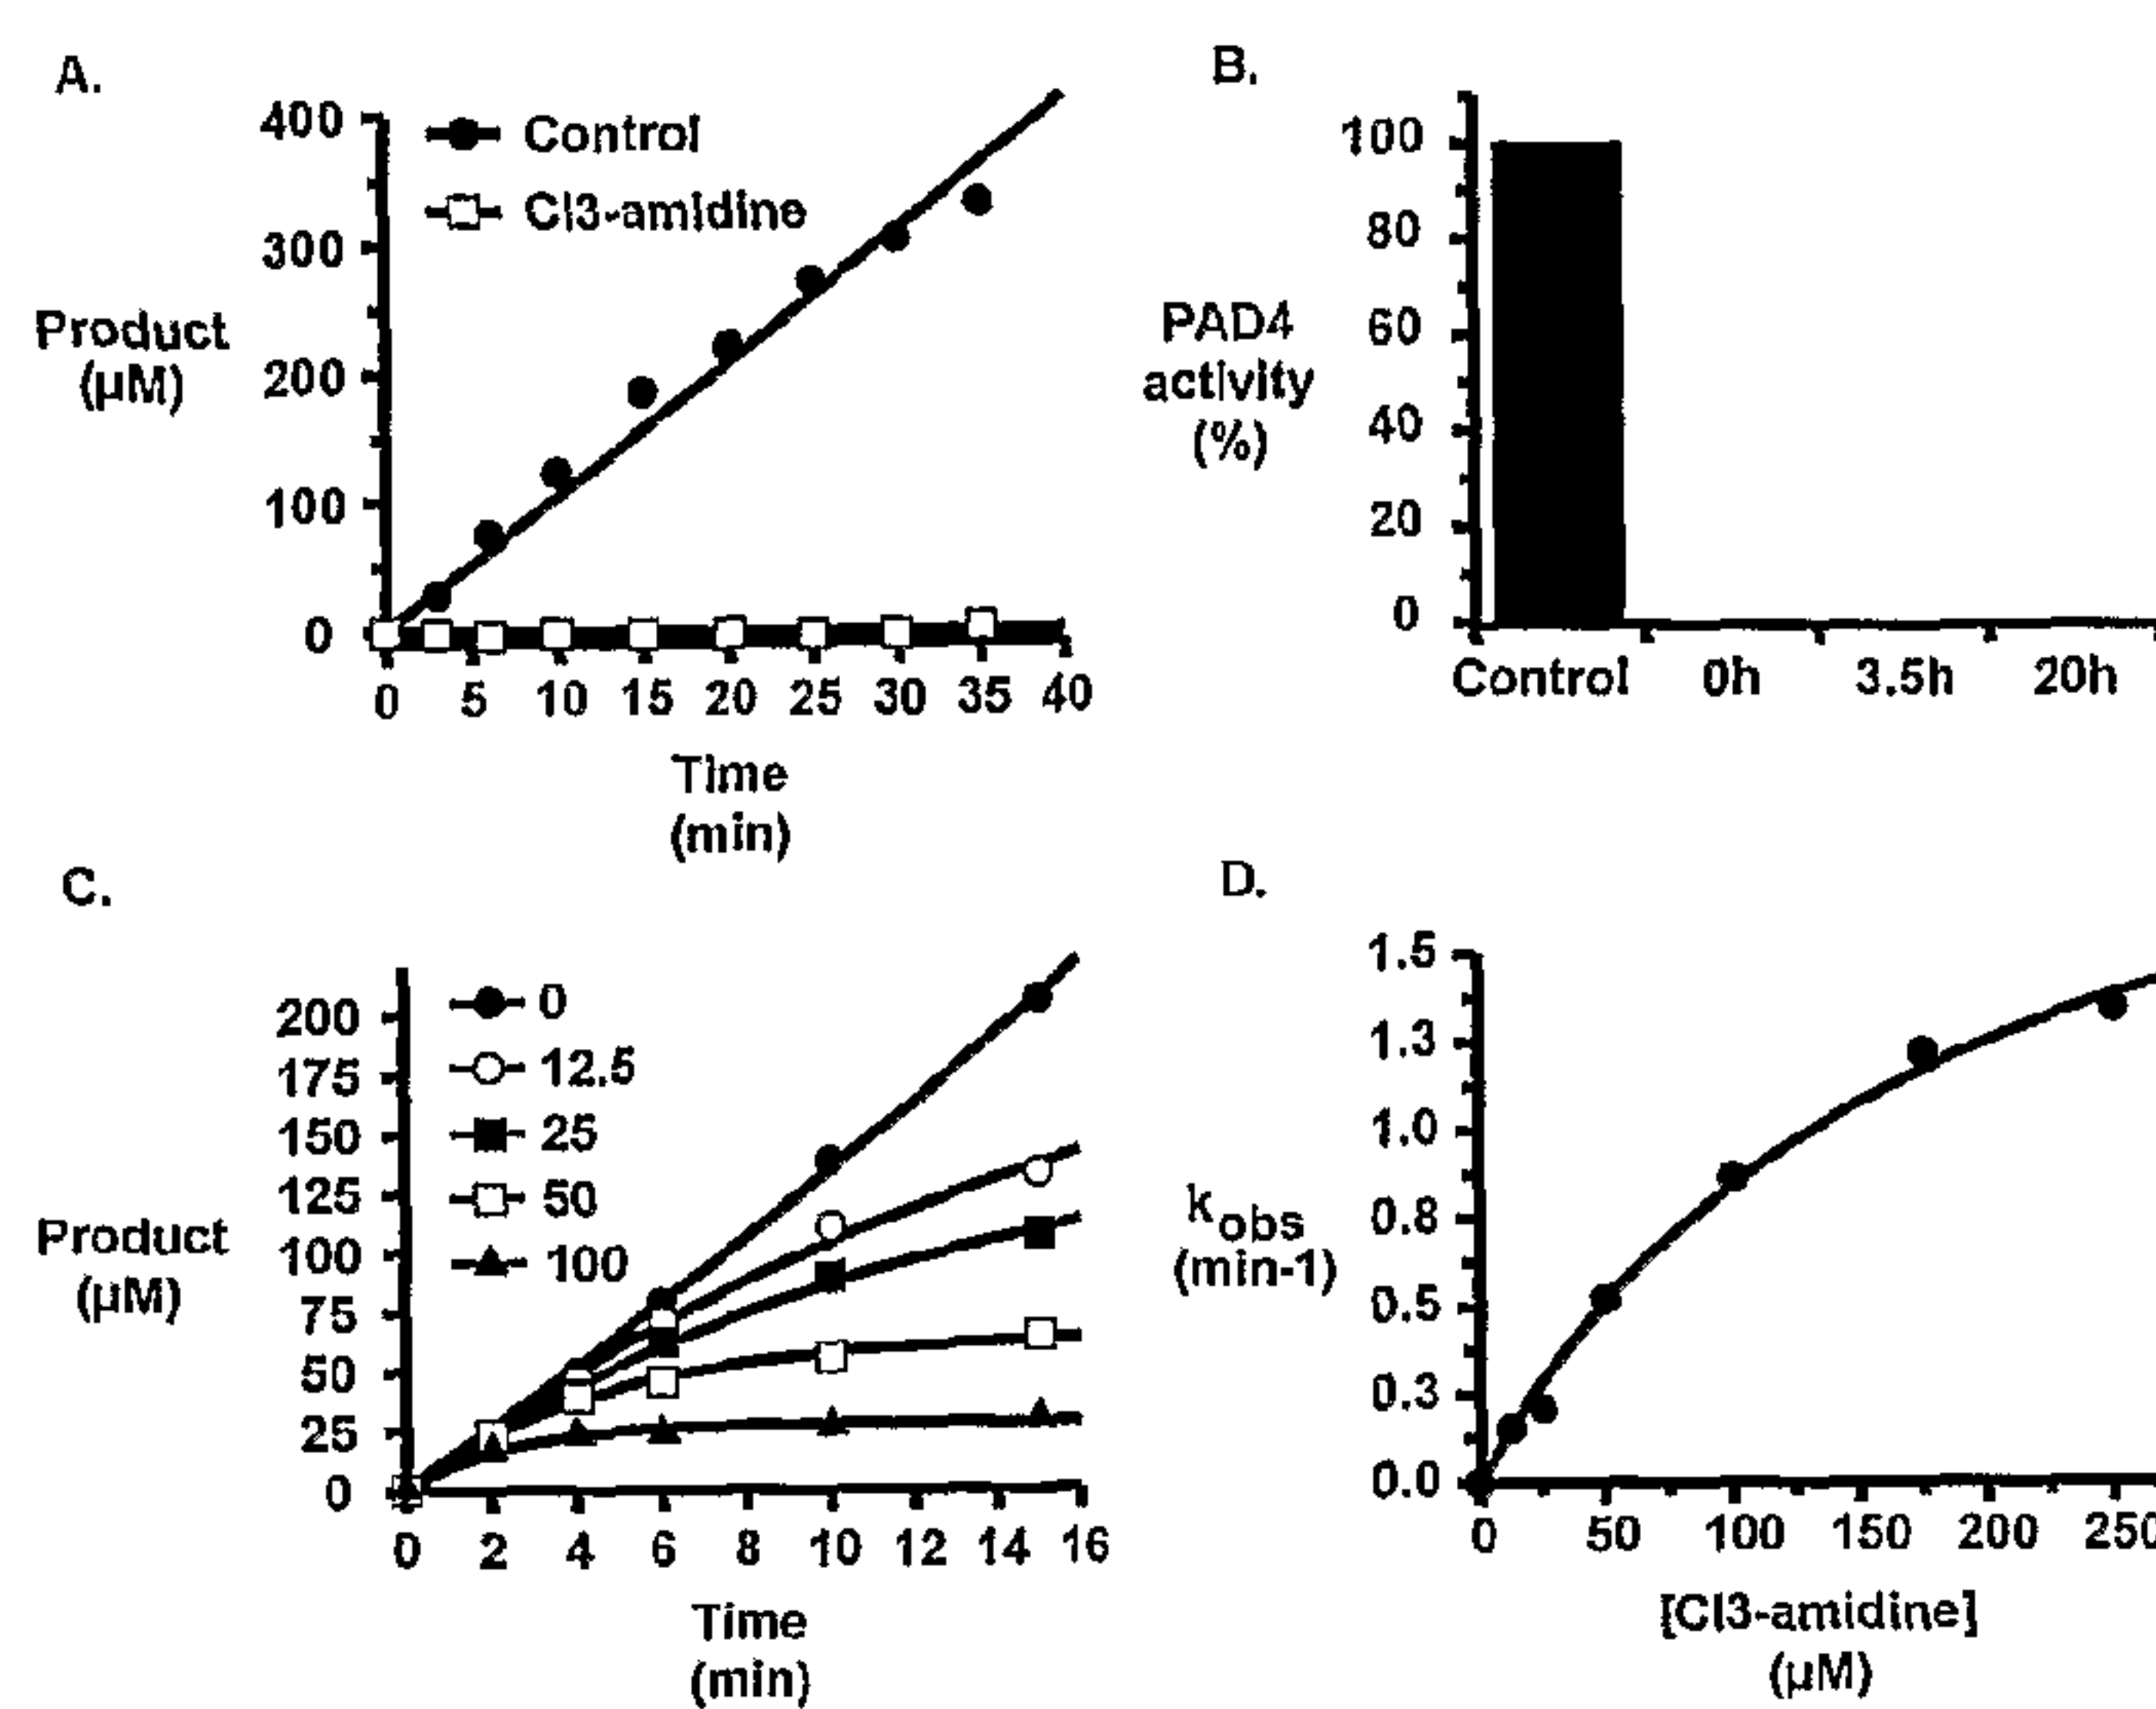 A.
400
300
200
100
0
Control
Cl3-amidine
Product
(µM)
0 5 10 15 20 25 30 35 40
Time
(min)
B.
100
80
60
40
20
0
PAD4
activity
(%)
Control 0h 3.5h 20h
C.
200
175
150
125
100
75
50
25
0
0
12.5
25
50
100
Product
(µM)
0 2 4 6 8 10 12 14 16
Time
(min)
D.
1.5
1.3
1.0
0.8
0.5
0.3
0.0
kobs
(min-1)
0 50 100 150 200 250
[Cl3-amidine]
(µM)